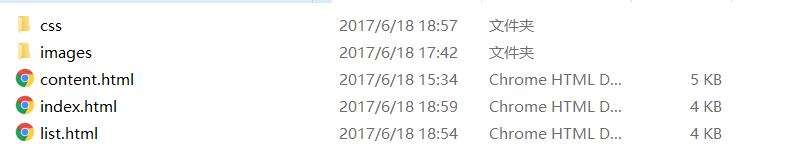 css 2017/6/18 18:57 文件夹
images 2017/6/18 17:42 文件夹
content.html 2017/6/18 15:34 Chrome HTML D... 5 KB
index.html 2017/6/18 18:59 Chrome HTML D... 4 KB
list.html 2017/6/18 18:54 Chrome HTML D... 4 KB